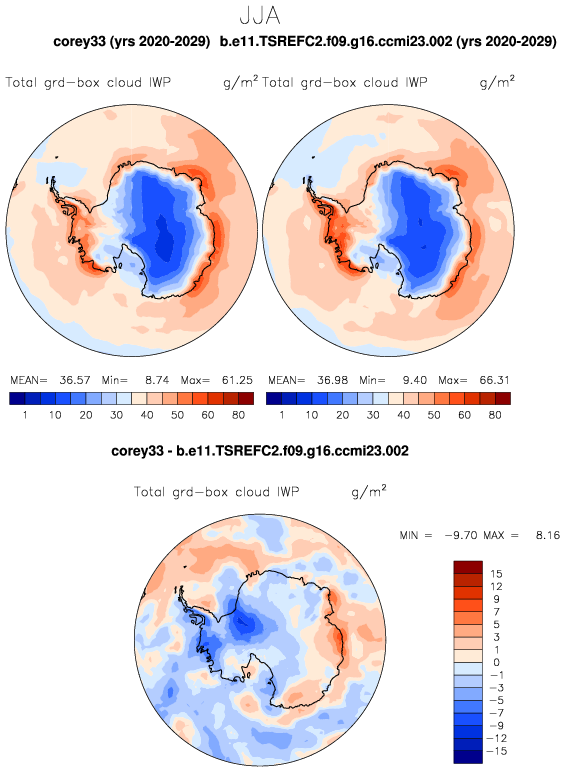 JJA
corey33 (yrs 2020-2029) b.e11.TSREFC2.f09.g16.ccmi23.002 (yrs 2020-2029)
Total grd-box cloud IWP g/m² Total grd-box cloud IWP g/m²
MEAN= 36.57 Min= 8.74 Max= 61.25 MEAN= 36.98 Min= 9.40 Max= 66.31
1 10 20 30 40 50 60 80 1 10 20 30 40 50 60 80
corey33 - b.e11.TSREFC2.f09.g16.ccmi23.002
Total grd-box cloud IWP g/m²
MIN = -9.70 MAX = 8.16
15
12
9
7
5
3
1
0
-1
-3
-5
-7
-9
-12
-15